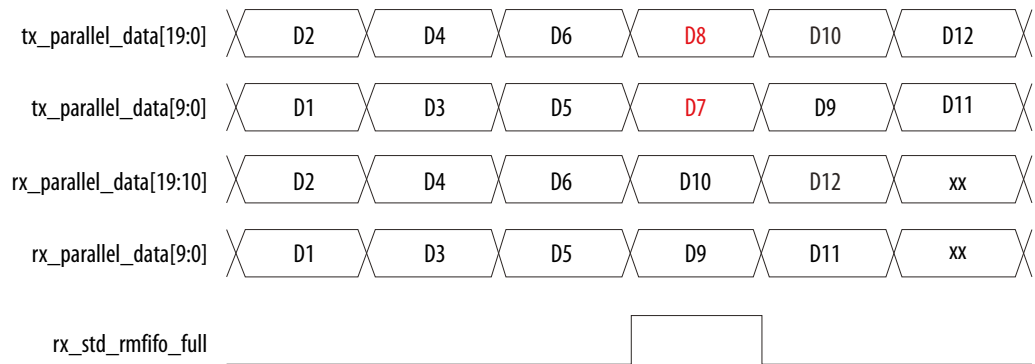 tx_parallel_data[19:0] D2 D4 D6 D8 D10 D12
tx_parallel_data[9:0] D1 D3 D5 D7 D9 D11
rx_parallel_data[19:10] D2 D4 D6 D10 D12 xx
rx_parallel_data[9:0] D1 D3 D5 D9 D11 xx
rx_std_rmfifo_full